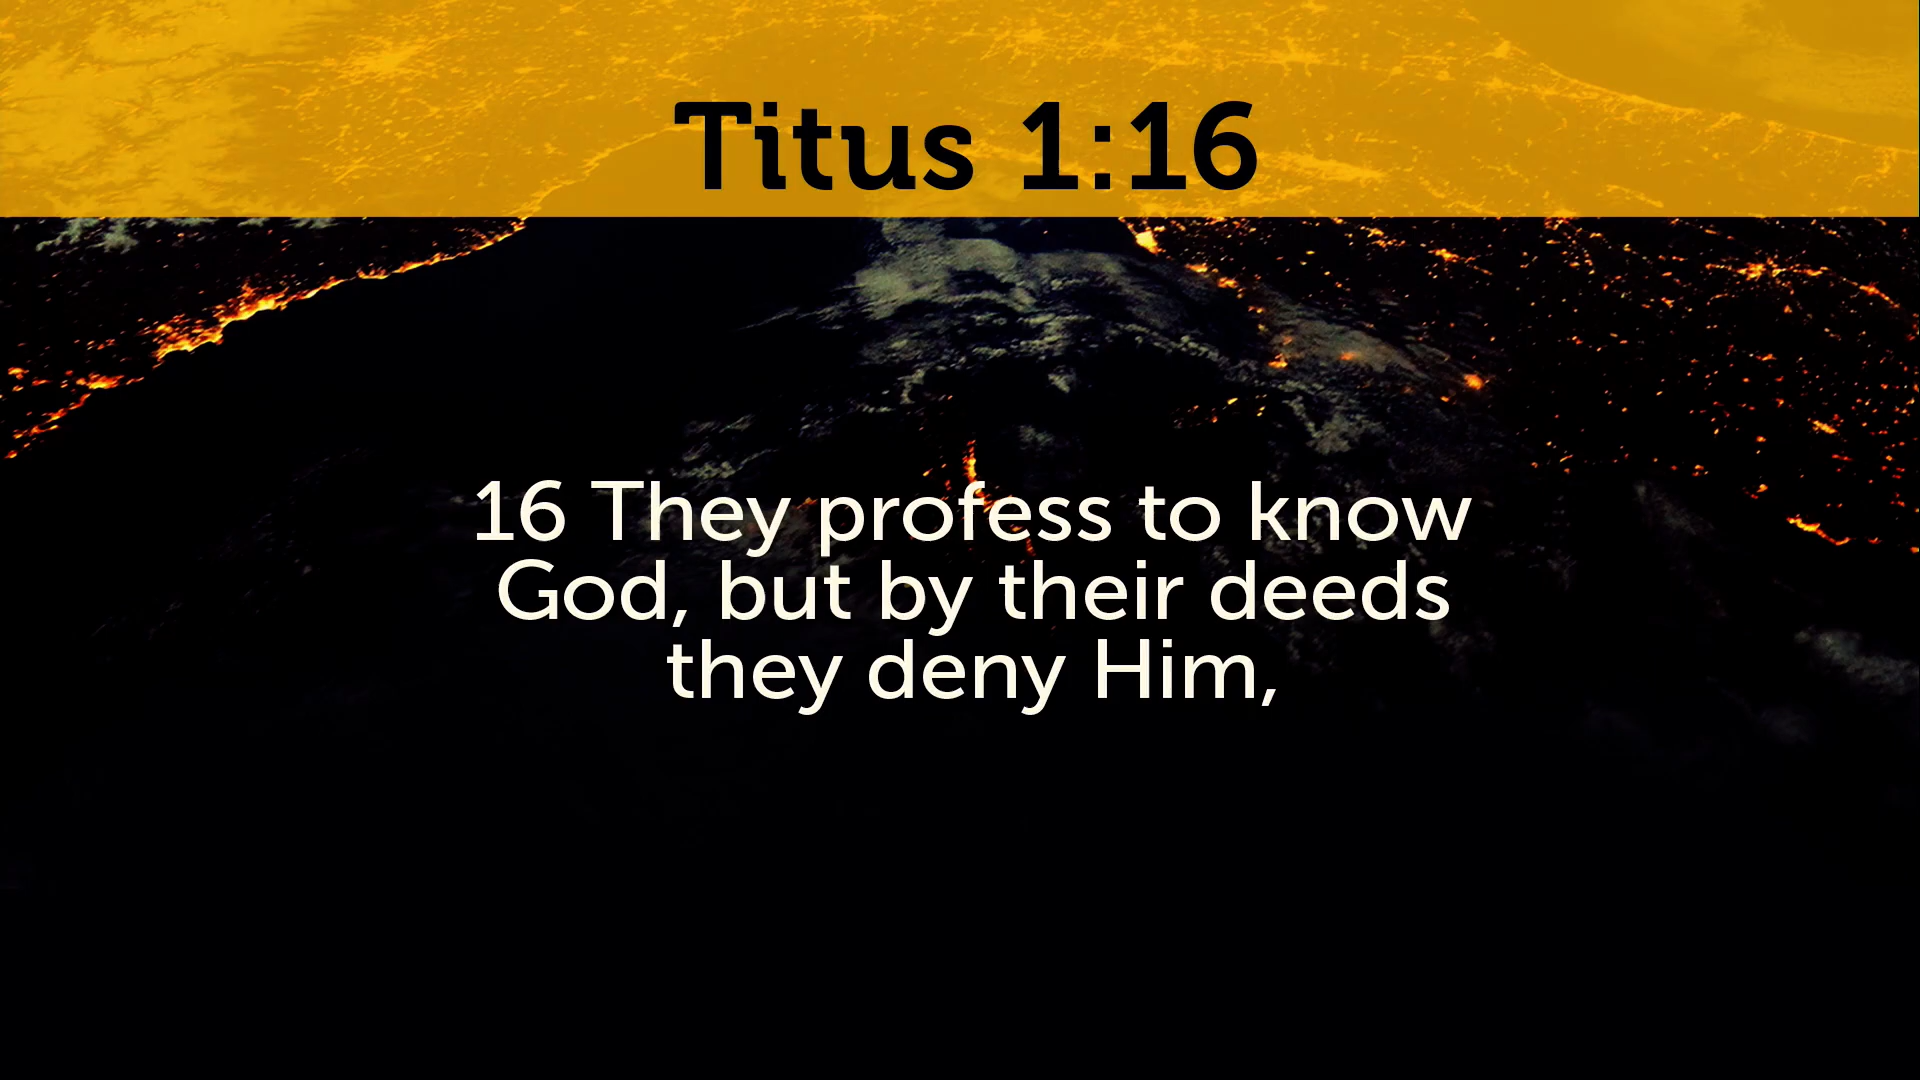 Titus 1:16
16 They profess to know
God, but by their deeds
they deny Him,